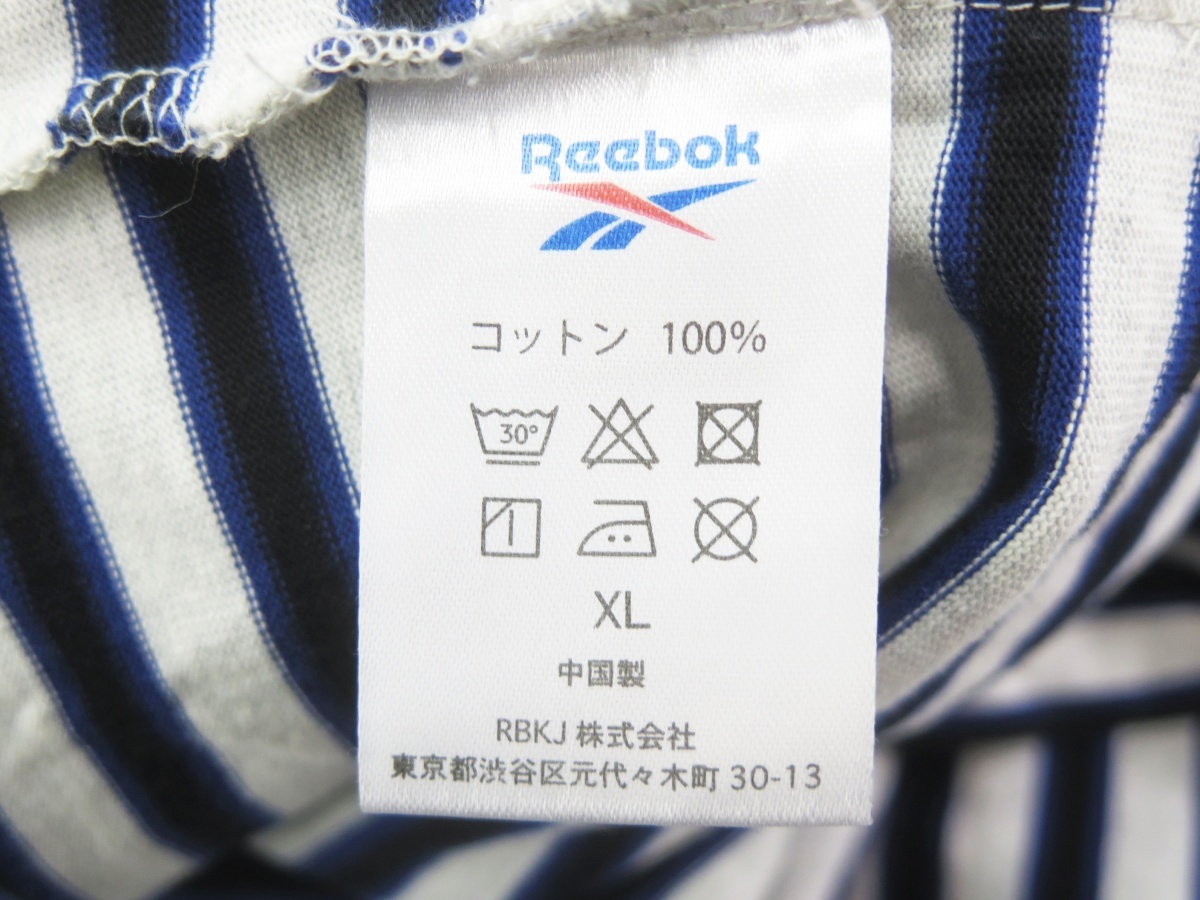 Reebok
コットン 100%
30°
XL
中国製
RBKJ 株式会社
東京都渋谷区元代々木町 30-13